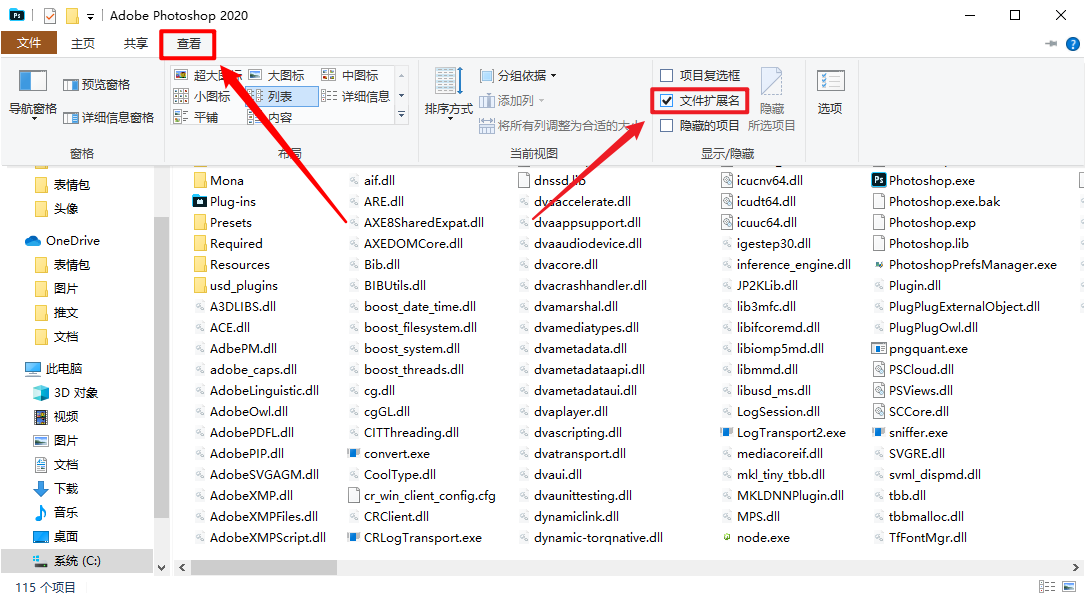 Ps
Adobe Photoshop 2020
文件 主页 共享 查看
导航窗格
预览窗格
详细信息窗格
窗格
超大图标 大图标 中图标
小图标 列表 详细信息
平铺 内容
布局
排序方式
分组依据
添加列
将所有列调整为合适的大小
当前视图
项目复选框
文件扩展名
隐藏的项目
隐藏
所选项目
显示/隐藏
选项
表情包
头像
OneDrive
表情包
图片
推文
文档
此电脑
3D 对象
视频
图片
文档
下载
音乐
桌面
系统 (C:)
Mona
Plug-ins
Presets
Required
Resources
usd_plugins
A3DLIBS.dll
ACE.dll
AdbePM.dll
adobe_caps.dll
AdobeLinguistic.dll
AdobeOwl.dll
AdobePDFL.dll
AdobePIP.dll
AdobeSVGAGM.dll
AdobeXMP.dll
AdobeXMPFiles.dll
AdobeXMPScript.dll
aif.dll
ARE.dll
AXE8SharedExpat.dll
AXEDOMCore.dll
Bib.dll
BIBUtils.dll
boost_date_time.dll
boost_filesystem.dll
boost_system.dll
boost_threads.dll
cg.dll
cgGL.dll
CITThreading.dll
convert.exe
CoolType.dll
cr_win_client_config.cfg
CRClient.dll
CRLogTransport.exe
dnssd.lib
dvaaccelerate.dll
dvaappsupport.dll
dvaaudiodevice.dll
dvacore.dll
dvacrashhandler.dll
dvamarshal.dll
dvamediatypes.dll
dvametadata.dll
dvametadataapi.dll
dvametadataui.dll
dvaplayer.dll
dvascripting.dll
dvatransport.dll
dvaui.dll
dvaunittesting.dll
dynamiclink.dll
dynamic-torqnative.dll
icucnv64.dll
icudt64.dll
icuuc64.dll
igestep30.dll
inference_engine.dll
JP2KLib.dll
lib3mfc.dll
libifcoremd.dll
libiomp5md.dll
libmmd.dll
libusd_ms.dll
LogSession.dll
LogTransport2.exe
mediacoreif.dll
mkl_tiny_tbb.dll
MKLDNNPlugin.dll
MPS.dll
node.exe
Ps
Photoshop.exe
Photoshop.exe.bak
Photoshop.exp
Photoshop.lib
PhotoshopPrefsManager.exe
Plugin.dll
PlugPlugExternalObject.dll
PlugPlugOwl.dll
pngquant.exe
PSCloud.dll
PSViews.dll
SCCore.dll
sniffer.exe
SVGRE.dll
svml_dispmd.dll
tbb.dll
tbbmalloc.dll
TfFontMgr.dll
115 个项目